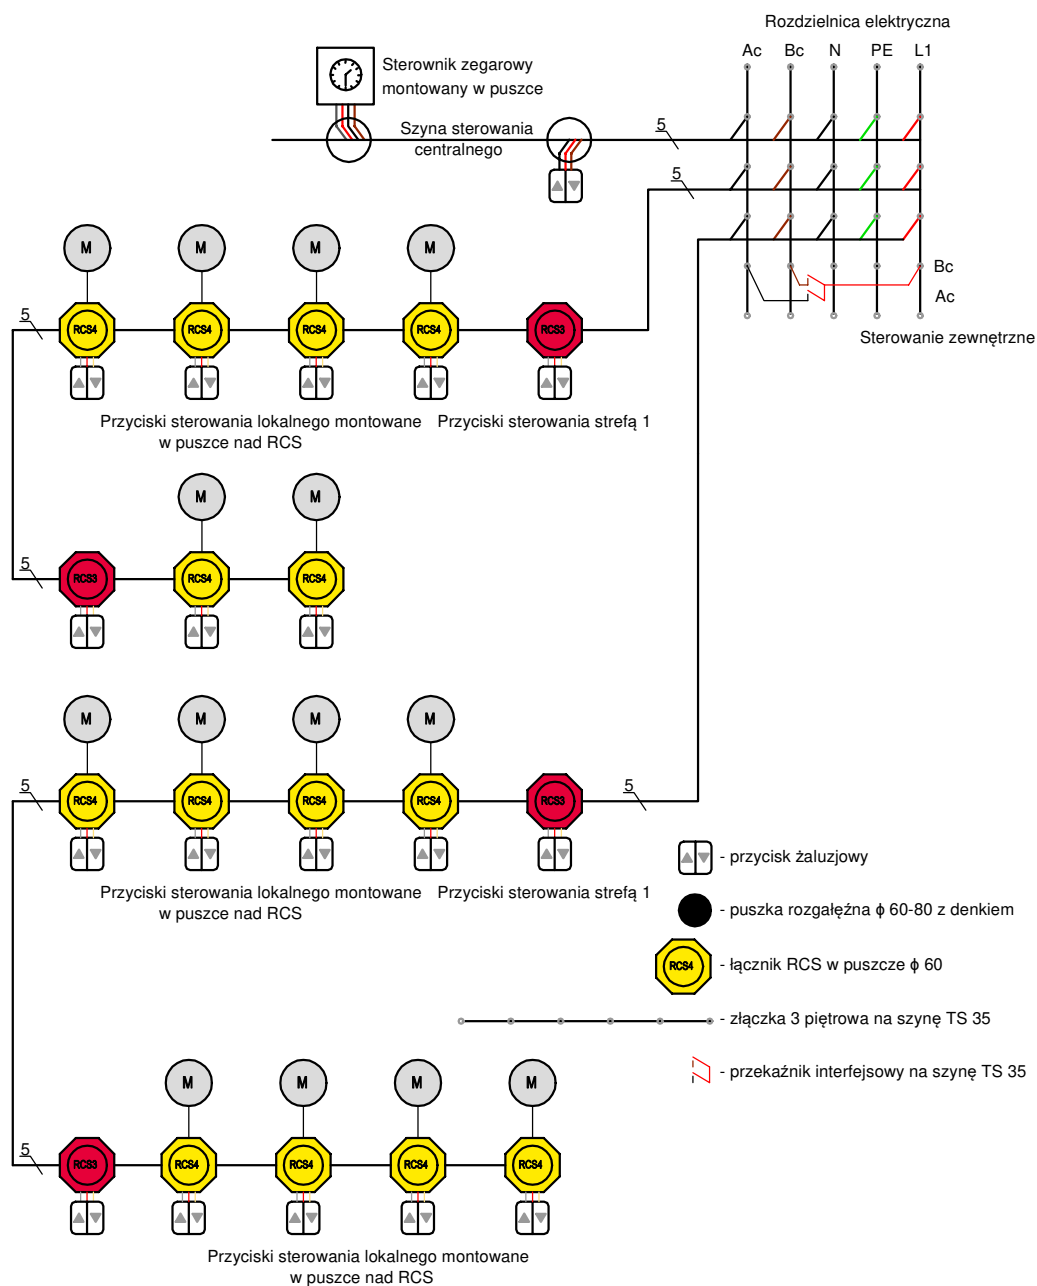 Rozdzielnica elektryczna
Ac Bc N PE L1
Sterownik zegarowy
montowany w puszce
Szyna sterowania
centralnego
5
5
M M M M
Bc
Ac
5
RCS4 RCS4 RCS4 RCS4 RCS3
Sterowanie zewnętrzne
Przyciski sterowania lokalnego montowane
w puszce nad RCS
Przyciski sterowania strefą 1
M M
5
RCS3 RCS4 RCS4
M M M M
5
RCS4 RCS4 RCS4 RCS4 RCS3
5
Przyciski sterowania lokalnego montowane
w puszce nad RCS
Przyciski sterowania strefą 1
- przycisk żaluzjowy
- puszka rozgałęźna ϕ 60-80 z denkiem
RCS4
- łącznik RCS w puszcze ϕ 60
- złączka 3 piętrowa na szynę TS 35
- przekaźnik interfejsowy na szynę TS 35
M M M M
5
RCS3 RCS4 RCS4 RCS4 RCS4
Przyciski sterowania lokalnego montowane
w puszce nad RCS